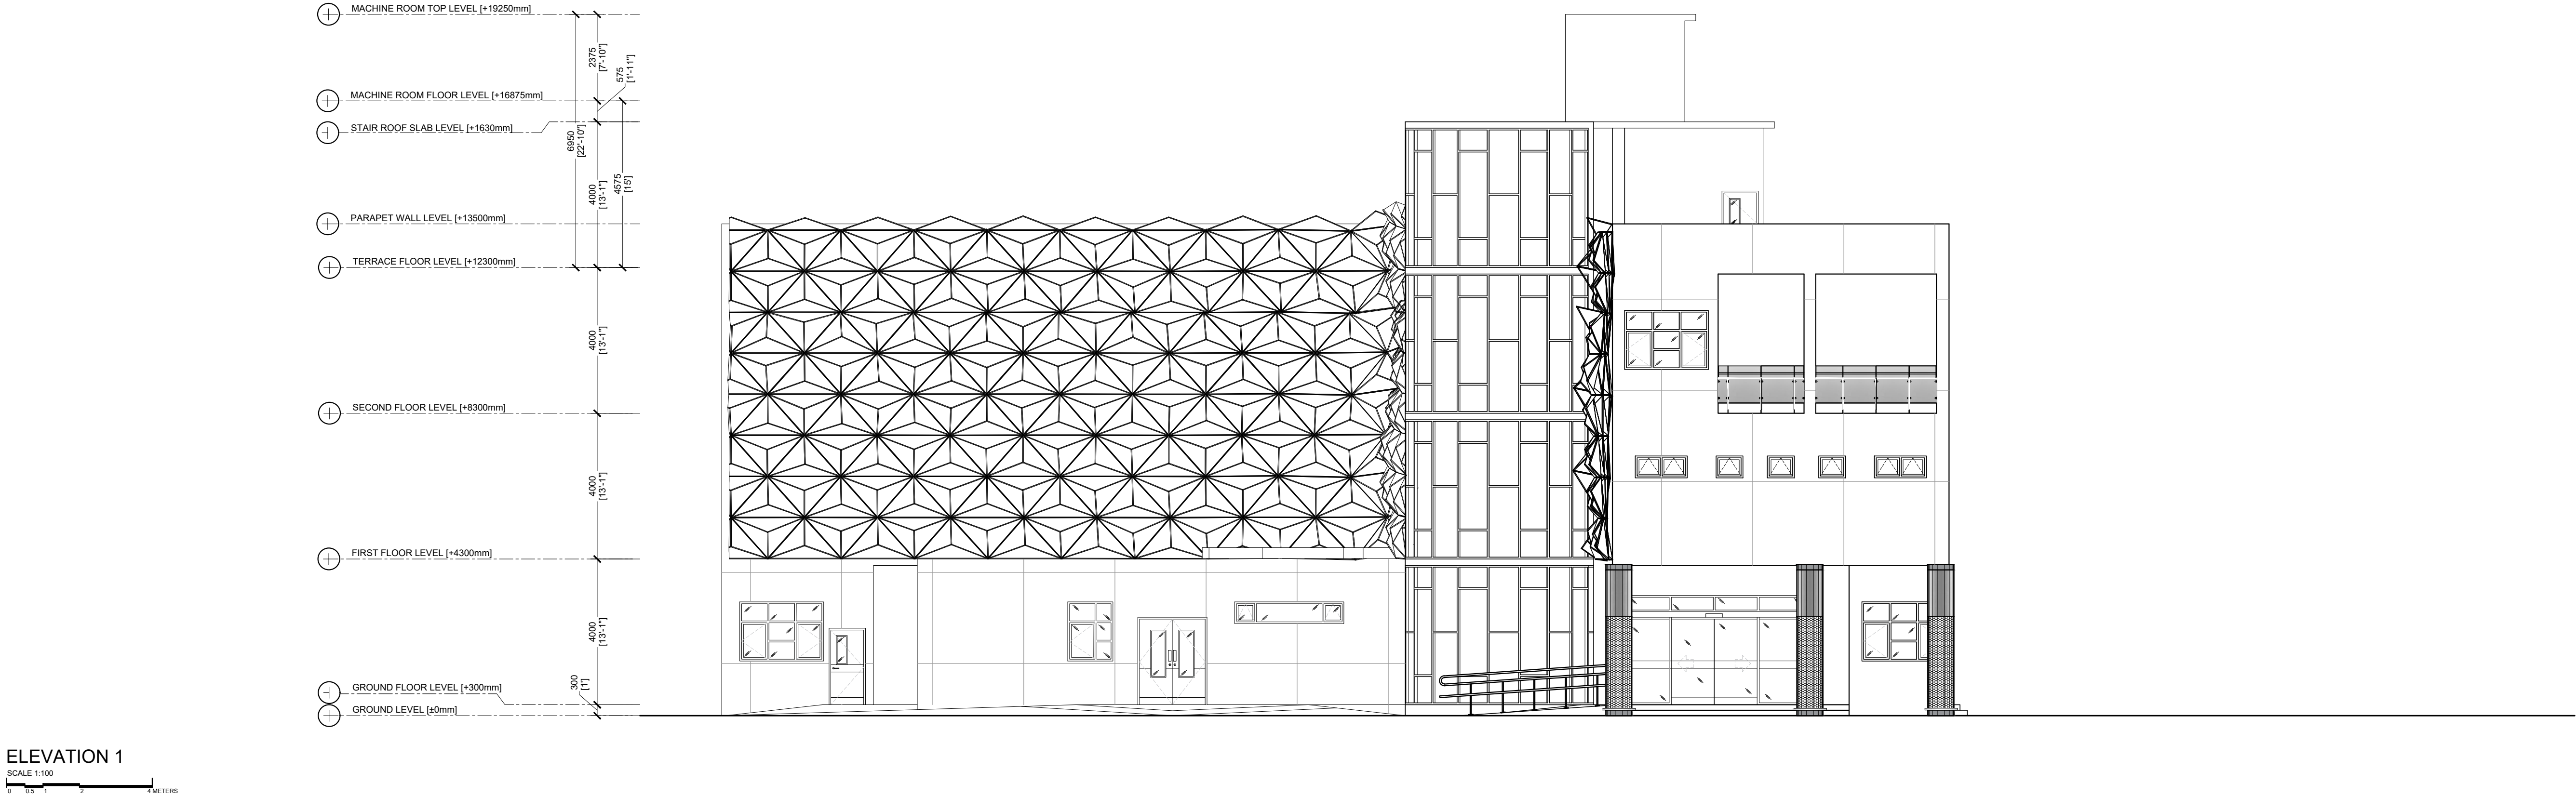 MACHINE ROOM TOP LEVEL [+19250mm]
2375
[7'-10"]
575
[1'-11"]
MACHINE ROOM FLOOR LEVEL [+16875mm]
STAIR ROOF SLAB LEVEL [+1630mm]
6950
[22'-10"]
4000
[13'-1"]
4575
[15']
PARAPET WALL LEVEL [+13500mm]
TERRACE FLOOR LEVEL [+12300mm]
4000
[13'-1"]
SECOND FLOOR LEVEL [+8300mm]
4000
[13'-1"]
FIRST FLOOR LEVEL [+4300mm]
4000
[13'-1"]
300
[1']
GROUND FLOOR LEVEL [+300mm]
GROUND LEVEL [±0mm]
ELEVATION 1
SCALE 1:100
0 0.5 1 2 4 METERS